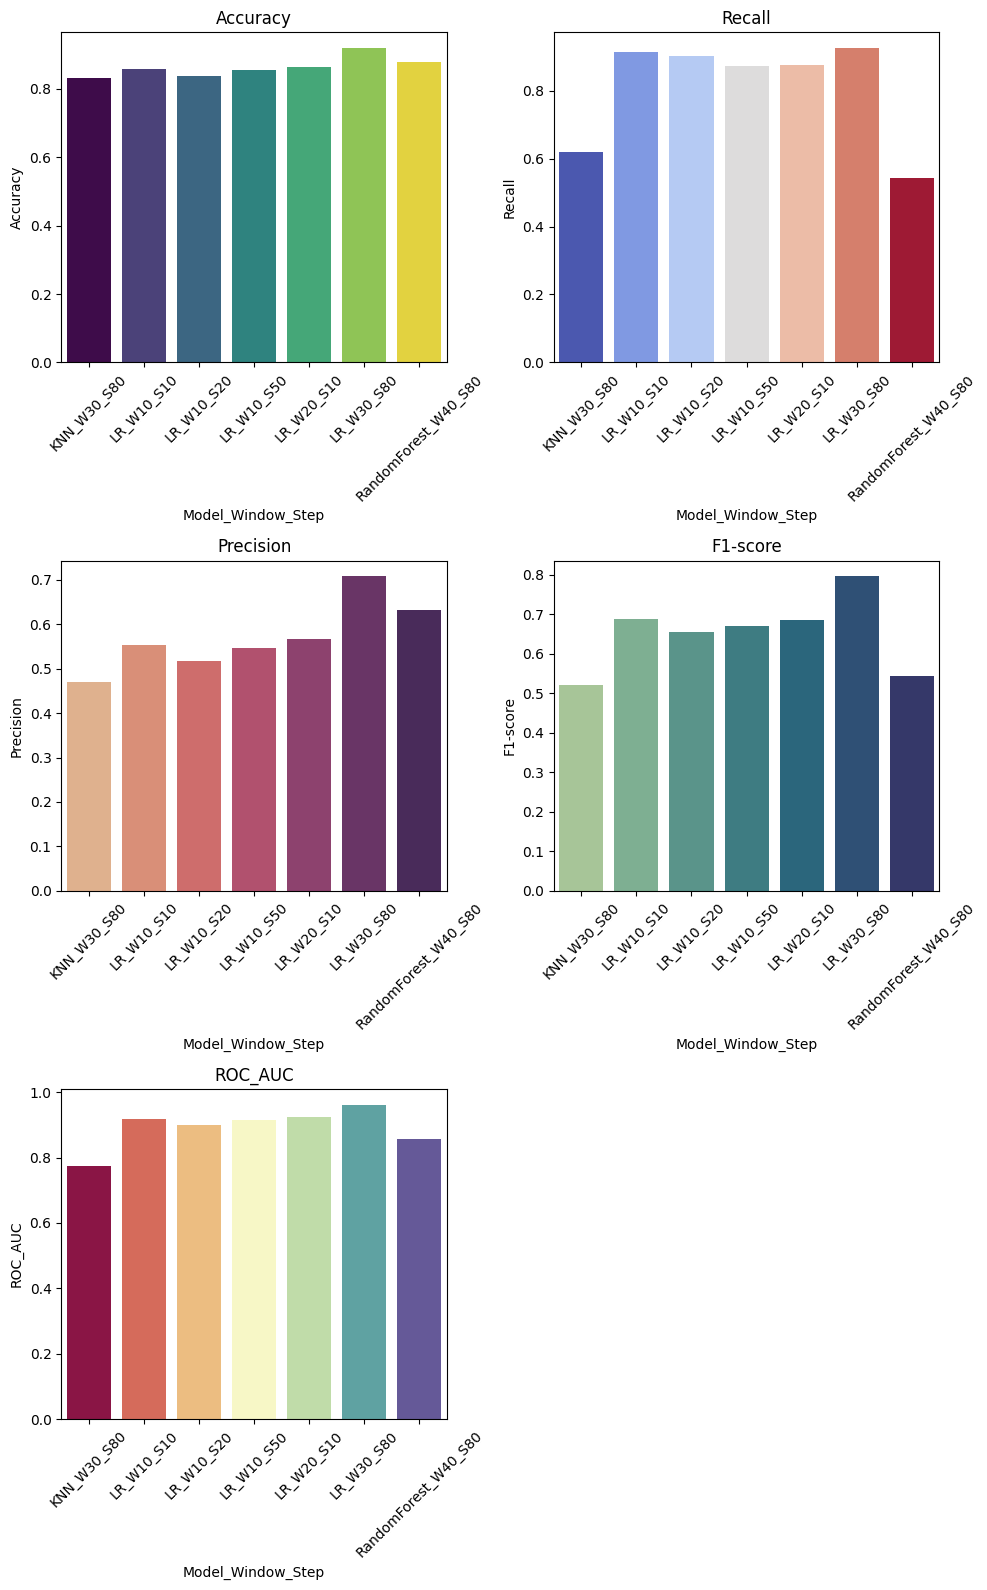 Accuracy
Accuracy
0.8
0.6
0.4
0.2
0.0
KNN_W30_S80
LR_W10_S10
LR_W10_S20
LR_W10_S50
LR_W20_S10
LR_W30_S80
RandomForest_W40_S80
Model_Window_Step
Recall
Recall
0.8
0.6
0.4
0.2
0.0
KNN_W30_S80
LR_W10_S10
LR_W10_S20
LR_W10_S50
LR_W20_S10
LR_W30_S80
RandomForest_W40_S80
Model_Window_Step
Precision
Precision
0.7
0.6
0.5
0.4
0.3
0.2
0.1
0.0
KNN_W30_S80
LR_W10_S10
LR_W10_S20
LR_W10_S50
LR_W20_S10
LR_W30_S80
RandomForest_W40_S80
Model_Window_Step
F1-score
F1-score
0.8
0.7
0.6
0.5
0.4
0.3
0.2
0.1
0.0
KNN_W30_S80
LR_W10_S10
LR_W10_S20
LR_W10_S50
LR_W20_S10
LR_W30_S80
RandomForest_W40_S80
Model_Window_Step
ROC_AUC
ROC_AUC
1.0
0.8
0.6
0.4
0.2
0.0
KNN_W30_S80
LR_W10_S10
LR_W10_S20
LR_W10_S50
LR_W20_S10
LR_W30_S80
RandomForest_W40_S80
Model_Window_Step